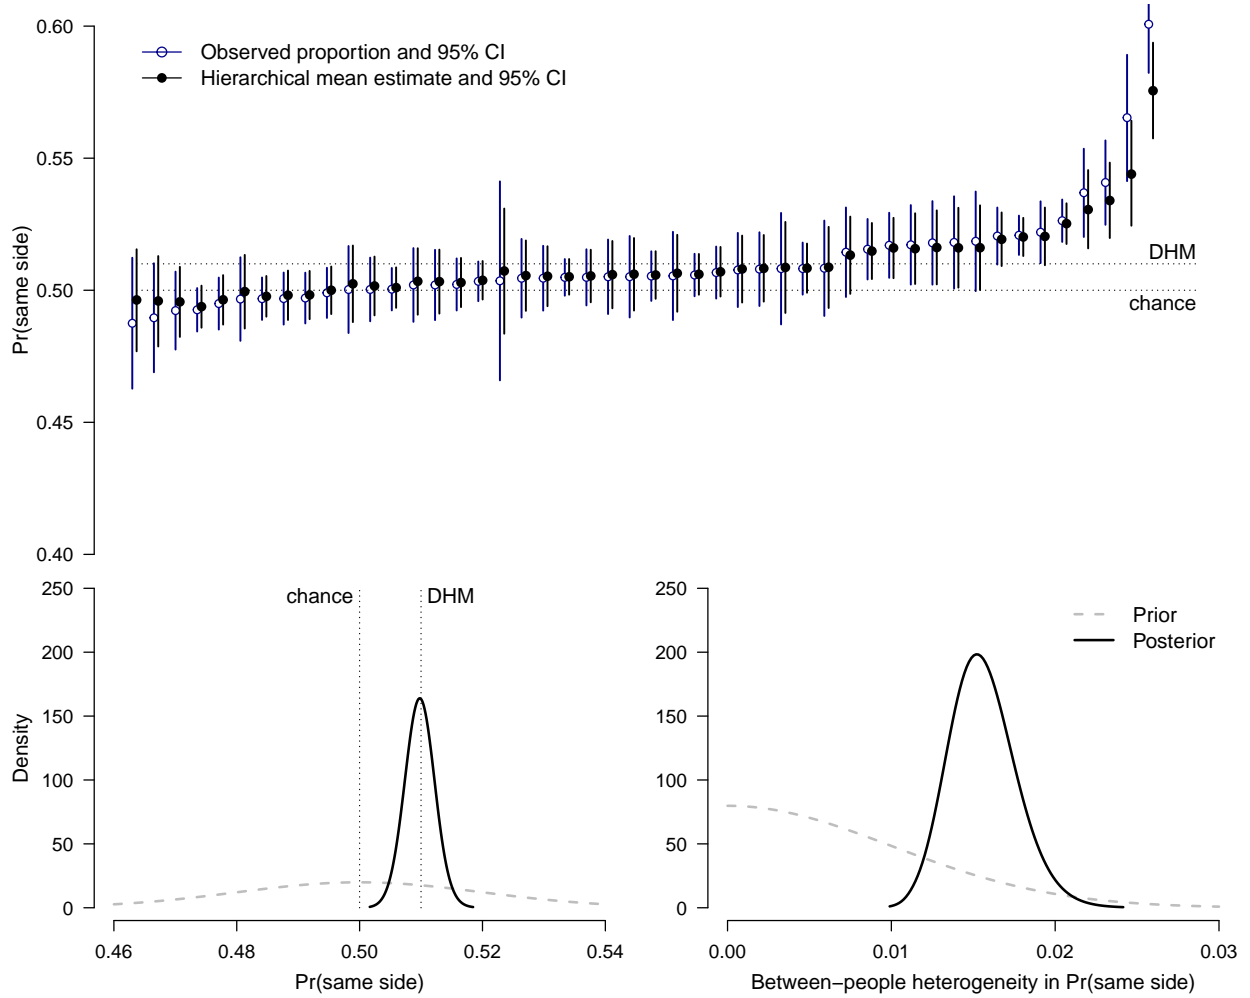 0.60
Observed proportion and 95% CI
Hierarchical mean estimate and 95% CI
0.55
Pr(same side)
DHM
0.50
chance
0.45
0.40
250
chance
DHM
200
150
Density
100
50
0
0.46
0.48
0.50
0.52
0.54
Pr(same side)
250
Prior
200
Posterior
150
100
50
0
0.00
0.01
0.02
0.03
Between−people heterogeneity in Pr(same side)